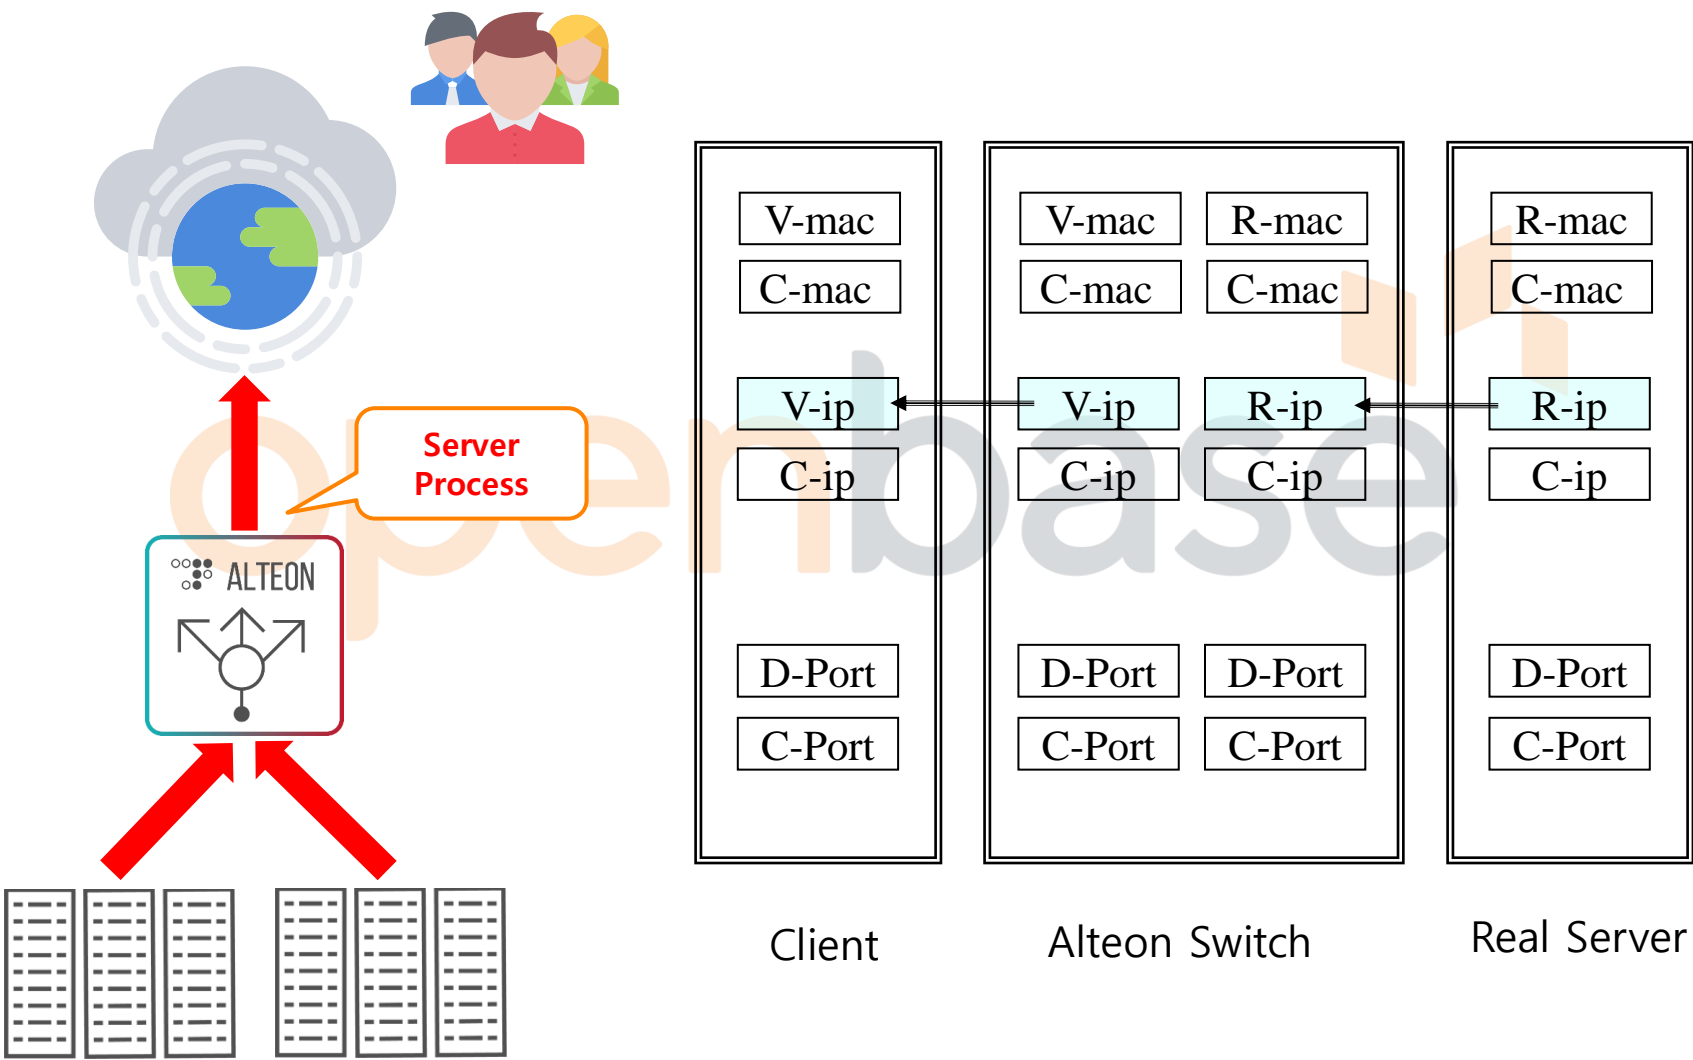 Server
Process
ALTEON
V-mac
C-mac
V-ip
C-ip
D-Port
C-Port
Client
V-mac R-mac
C-mac C-mac
V-ip R-ip
C-ip C-ip
D-Port D-Port
C-Port C-Port
Alteon Switch
R-mac
C-mac
R-ip
C-ip
D-Port
C-Port
Real Server
openbase